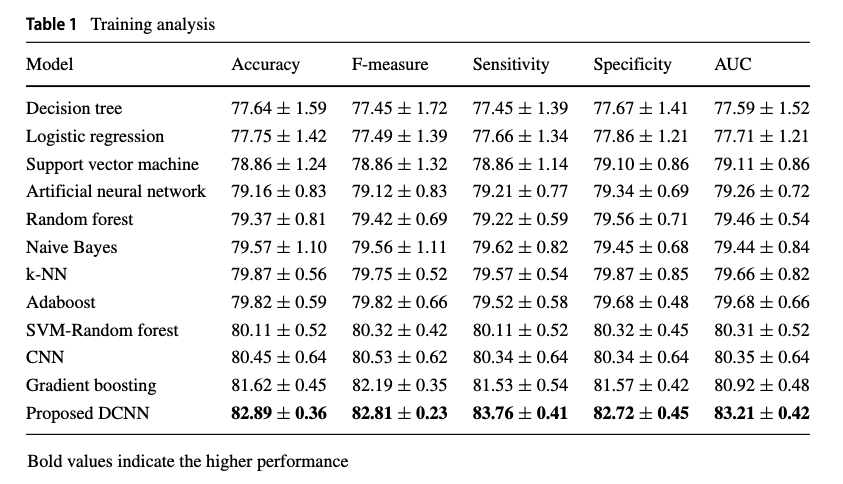 Table 1 Training analysis
Model Accuracy F-measure Sensitivity Specificity AUC
Decision tree 77.64 ± 1.59 77.45 ± 1.72 77.45 ± 1.39 77.67 ± 1.41 77.59 ± 1.52
Logistic regression 77.75 ± 1.42 77.49 ± 1.39 77.66 ± 1.34 77.86 ± 1.21 77.71 ± 1.21
Support vector machine 78.86 ± 1.24 78.86 ± 1.32 78.86 ± 1.14 79.10 ± 0.86 79.11 ± 0.86
Artificial neural network 79.16 ± 0.83 79.12 ± 0.83 79.21 ± 0.77 79.34 ± 0.69 79.26 ± 0.72
Random forest 79.37 ± 0.81 79.42 ± 0.69 79.22 ± 0.59 79.56 ± 0.71 79.46 ± 0.54
Naive Bayes 79.57 ± 1.10 79.56 ± 1.11 79.62 ± 0.82 79.45 ± 0.68 79.44 ± 0.84
k-NN 79.87 ± 0.56 79.75 ± 0.52 79.57 ± 0.54 79.87 ± 0.85 79.66 ± 0.82
Adaboost 79.82 ± 0.59 79.82 ± 0.66 79.52 ± 0.58 79.68 ± 0.48 79.68 ± 0.66
SVM-Random forest 80.11 ± 0.52 80.32 ± 0.42 80.11 ± 0.52 80.32 ± 0.45 80.31 ± 0.52
CNN 80.45 ± 0.64 80.53 ± 0.62 80.34 ± 0.64 80.34 ± 0.64 80.35 ± 0.64
Gradient boosting 81.62 ± 0.45 82.19 ± 0.35 81.53 ± 0.54 81.57 ± 0.42 80.92 ± 0.48
Proposed DCNN 82.89 ± 0.36 82.81 ± 0.23 83.76 ± 0.41 82.72 ± 0.45 83.21 ± 0.42
Bold values indicate the higher performance